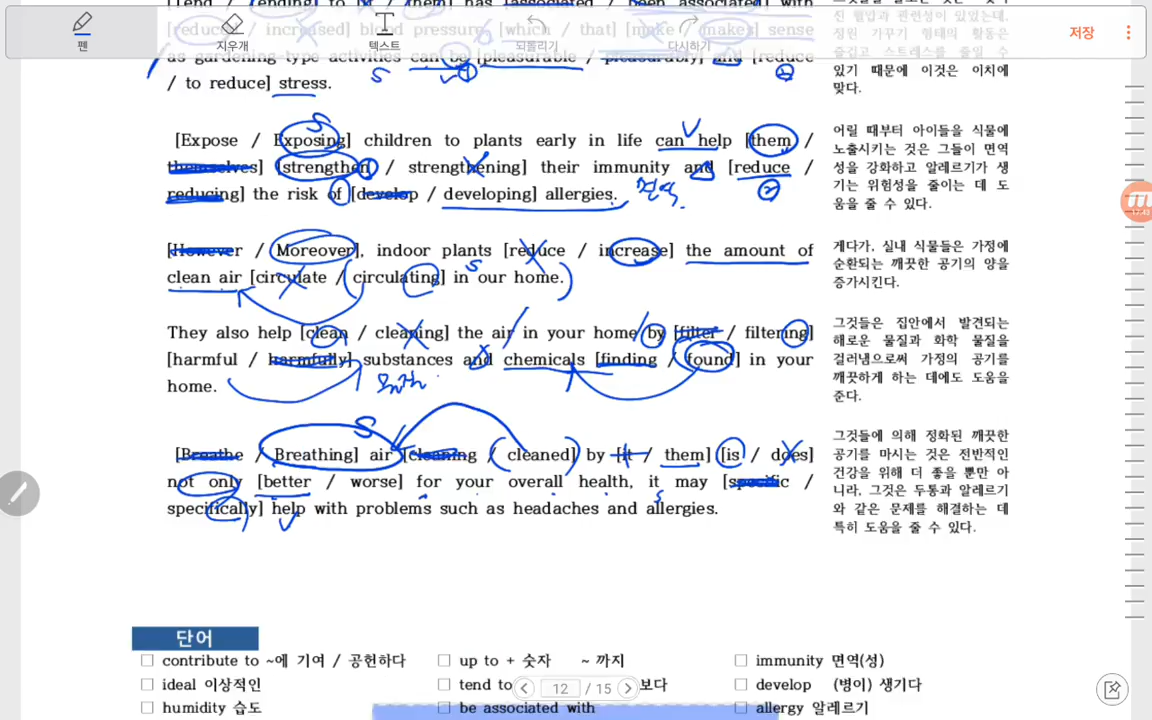 [Tend / Tending] to [it / them] has [associated / been associated] with
[reduced / increased] blood pressure, [which / that] [make / makes] sense
as gardening-type activities can be [pleasurable / pleasurably] and [reduce
/ to reduce] stress.
신 혈압과 관련성이 있었는데,
정원 가꾸기 형태의 활동은
즐겁고 스트레스를 줄일 수
있기 때문에 이것은 이치에
맞다.
펜
지우개
텍스트
되돌리기
다시하기
저장
[Expose / Exposing] children to plants early in life can help [them /
themselves] [strengthen / strengthening] their immunity and [reduce /
reducing] the risk of [develop / developing] allergies.
어릴 때부터 아이들을 식물에
노출시키는 것은 그들이 면역
성을 강화하고 알레르기가 생
기는 위험성을 줄이는 데 도
움을 줄 수 있다.
[However / Moreover], indoor plants [reduce / increase] the amount of
clean air [circulate / circulating] in our home.
게다가, 실내 식물들은 가정에
순환되는 깨끗한 공기의 양을
증가시킨다.
They also help [clean / cleaning] the air in your home by [filter / filtering]
[harmful / harmfully] substances and chemicals [finding / found] in your
home.
그것들은 집안에서 발견되는
해로운 물질과 화학 물질을
걸러냄으로써 가정의 공기를
깨끗하게 하는 데에도 도움을
준다.
[Breathe / Breathing] air [cleaning / cleaned] by [it / them] [is / does]
not only [better / worse] for your overall health, it may [specific /
specifically] help with problems such as headaches and allergies.
그것들에 의해 정화된 깨끗한
공기를 마시는 것은 전반적인
건강을 위해 더 좋을 뿐만 아
니라, 그것은 두통과 알레르기
와 같은 문제를 해결하는 데
특히 도움을 줄 수 있다.
단어
□ contribute to ~에 기여 / 공헌하다
□ up to + 숫자 ~ 까지
□ immunity 면역(성)
□ ideal 이상적인
□ tend to 보다
□ develop (병이) 생기다
□ humidity 습도
□ be associated with
□ allergy 알레르기
12 / 15